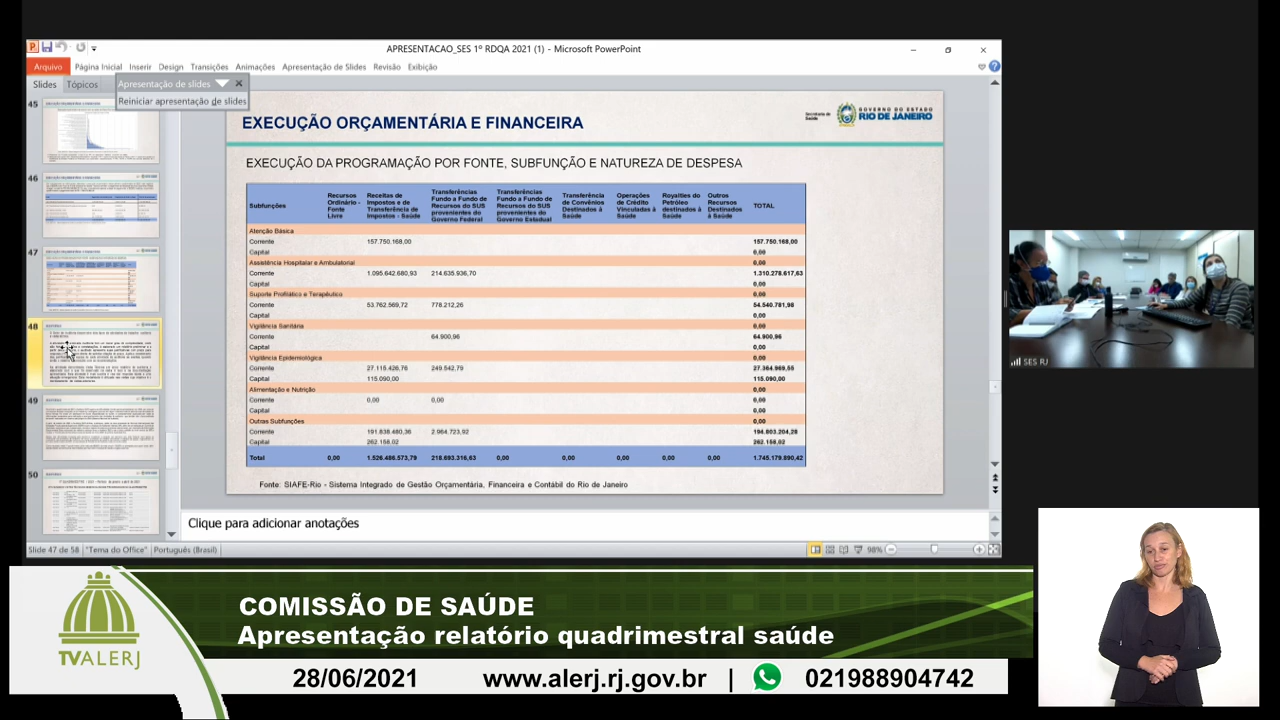 APRESENTACAO_SES 1º RDQA 2021 (1) - Microsoft PowerPoint
Arquivo Página Inicial Inserir Design Transições Animações Apresentação de Slides Revisão Exibição
Slides Tópicos
Apresentação de slides
Reiniciar apresentação de slides
45
46
47
48
49
50
Secretaria de Saúde
GOVERNO DO ESTADO
RIO DE JANEIRO
EXECUÇÃO ORÇAMENTÁRIA E FINANCEIRA
EXECUÇÃO DA PROGRAMAÇÃO POR FONTE, SUBFUNÇÃO E NATUREZA DE DESPESA
Subfunções | Recursos Ordinário - Fonte Livre | Receitas de Impostos e de Transferência de Impostos - Saúde | Transferências Fundo a Fundo de Recursos do SUS provenientes do Governo Federal | Transferências Fundo a Fundo de Recursos do SUS provenientes do Governo Estadual | Transferência de Convênios Destinados à Saúde | Operações de Crédito Vinculadas à Saúde | Royalties do Petróleo destinados à Saúde | Outros Recursos Destinados à Saúde | TOTAL
Atenção Básica 0,00
Corrente 157.750.168,00 157.750.168,00
Capital 0,00
Assistência Hospitalar e Ambulatorial 0,00
Corrente 1.095.642.680,93 214.635.936,70 1.310.278.617,63
Capital 0,00
Suporte Profilático e Terapêutico 0,00
Corrente 53.762.569,72 778.212,26 54.540.781,98
Capital 0,00
Vigilância Sanitária 0,00
Corrente 64.900,96 64.900,96
Capital 0,00
Vigilância Epidemiológica 0,00
Corrente 27.115.426,76 249.542,79 27.364.969,55
Capital 115.090,00 115.090,00
Alimentação e Nutrição 0,00
Corrente 0,00 0,00 0,00
Capital 0,00
Outras Subfunções 0,00
Corrente 191.838.480,36 2.964.723,92 194.803.204,28
Capital 262.158,02 262.158,02
Total 0,00 1.526.486.573,79 218.693.316,63 0,00 0,00 0,00 0,00 0,00 1.745.179.890,42
Fonte: SIAFE-Rio - Sistema Integrado de Gestão Orçamentária, Financeira e Contábil do Rio de Janeiro
Clique para adicionar anotações
Slide 47 de 58 "Tema do Office" Português (Brasil) 98%
SES RJ
TVALERJ
COMISSÃO DE SAÚDE
Apresentação relatório quadrimestral saúde
28/06/2021 www.alerj.rj.gov.br | 021988904742